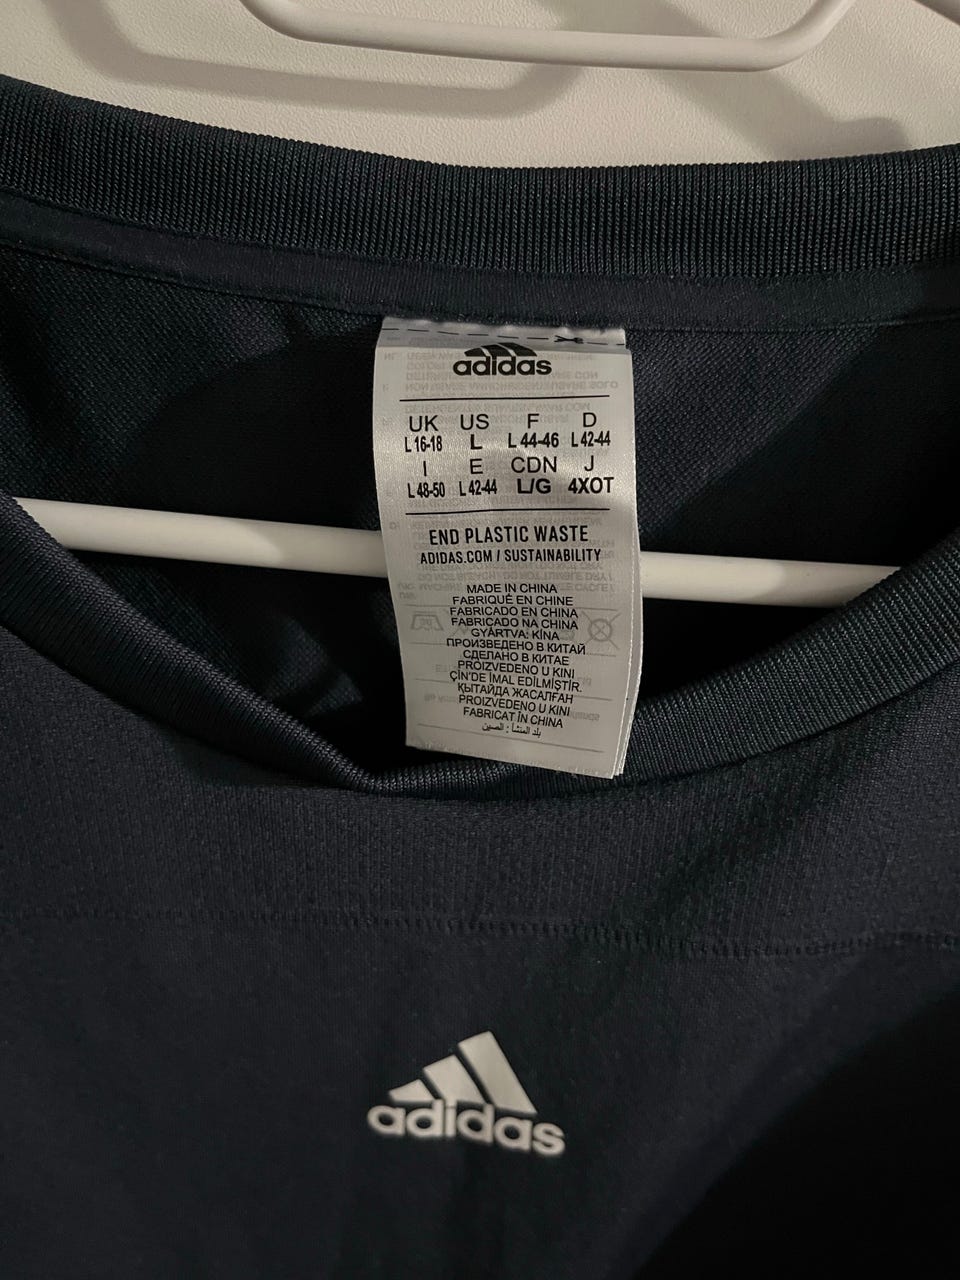 adidas
UK US F D
L 16-18 L L 44-46 L 42-44
I E CDN J
L 48-50 L 42-44 L/G 4XOT
END PLASTIC WASTE
ADIDAS.COM / SUSTAINABILITY
MADE IN CHINA
FABRIQUÉ EN CHINE
FABRICADO EN CHINA
FABRICADO NA CHINA
GYÁRTVA: KÍNA
ПРОИЗВЕДЕНО В КИТАЙ
СДЕЛАНО В КИТАЕ
PROIZVEDENO U KINI
ÇİN'DE İMAL EDİLMİŞTİR.
ҚЫТАЙДА ЖАСАЛҒАН
PROIZVEDENO U KINI
FABRICAT ÎN CHINA
بلد المنشأ : الصين
adidas